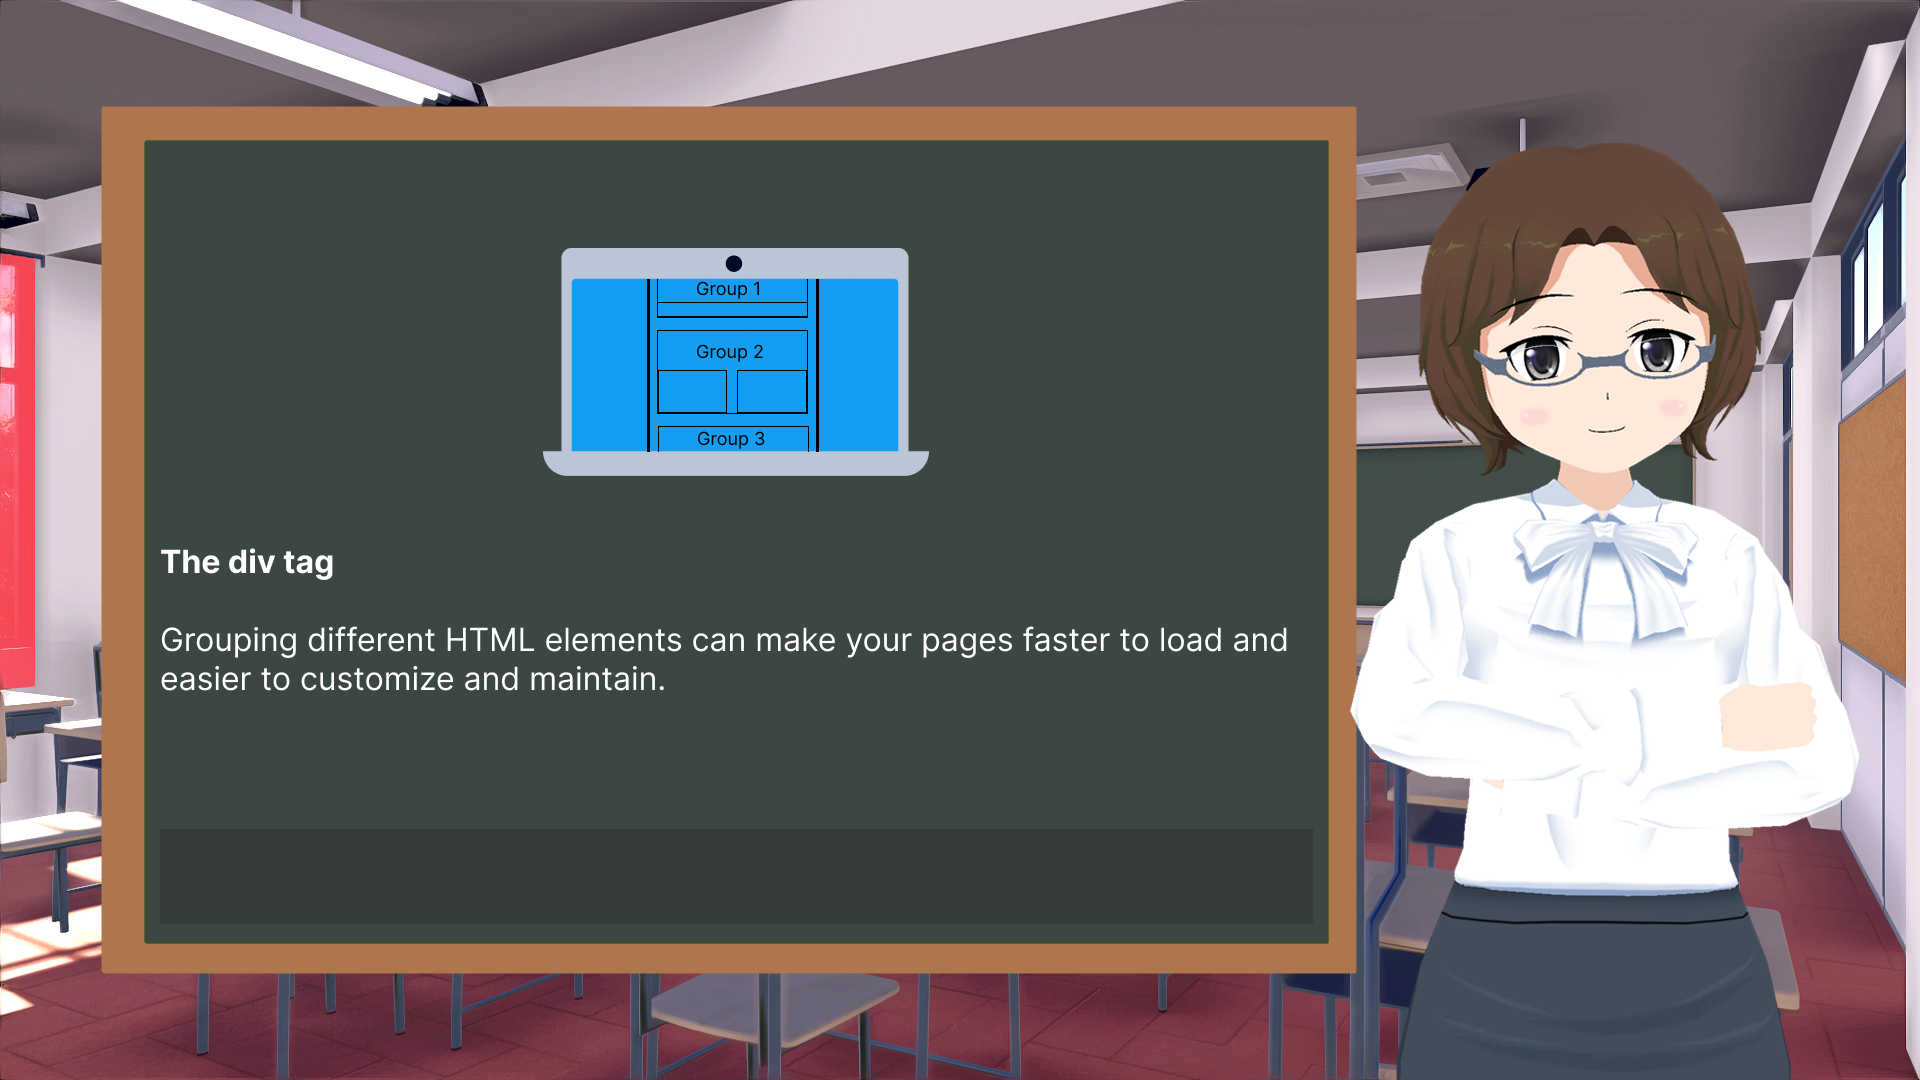 Group 1
Group 2
Group 3
The div tag
Grouping different HTML elements can make your pages faster to load and
easier to customize and maintain.